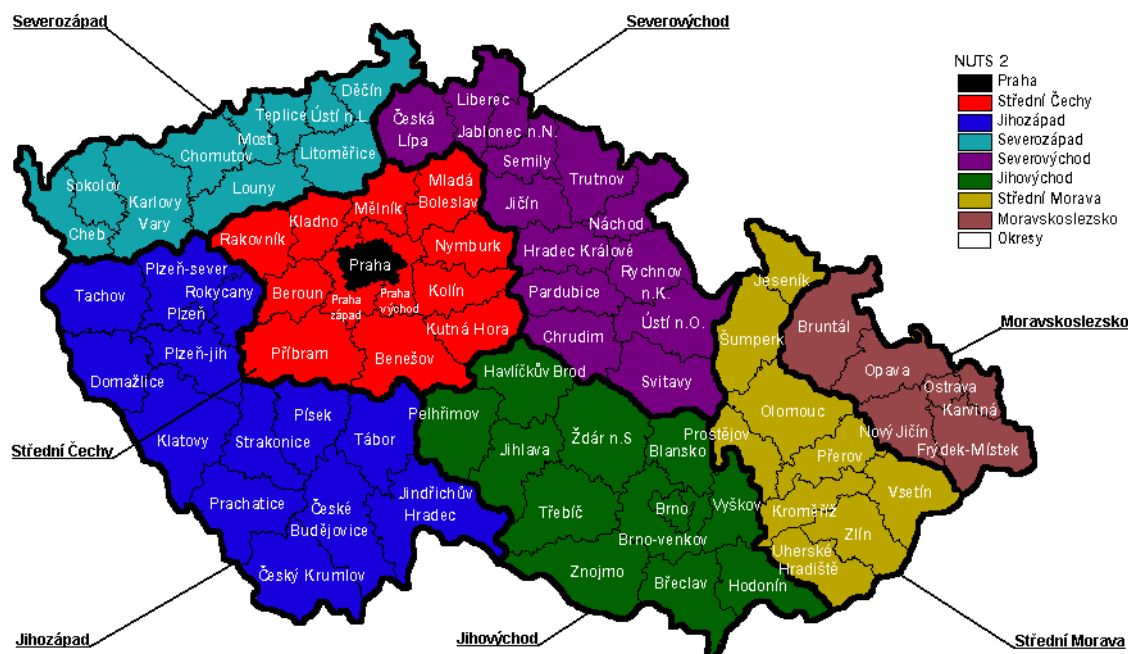 Severozápad
Severovýchod
NUTS 2
Praha
Střední Čechy
Jihozápad
Severozápad
Severovýchod
Jihovýchod
Střední Morava
Moravskoslezsko
Okresy
Děčín
Teplice
Ústí n.L.
Most
Chomutov
Litoměřice
Sokolov
Karlovy
Vary
Louny
Cheb
Liberec
Česká
Lípa
Jablonec n.N.
Semily
Trutnov
Jičín
Náchod
Hradec Králové
Rychnov
n.K.
Pardubice
Ústí n.O.
Chrudim
Svitavy
Mladá
Boleslav
Mělník
Kladno
Rakovník
Nymburk
Praha
Beroun
Praha
západ
Praha
východ
Kolín
Kutná Hora
Příbram
Benešov
Plzeň-sever
Tachov
Rokycany
Plzeň
Plzeň-jih
Domažlice
Klatovy
Písek
Strakonice
Tábor
Prachatice
České
Budějovice
Jindřichův
Hradec
Český Krumlov
Havlíčkův Brod
Pelhřimov
Jihlava
Ždár n.S
Blansko
Třebíč
Brno
Vyškov
Brno-venkov
Znojmo
Břeclav
Hodonín
Jeseník
Šumperk
Olomouc
Prostějov
Přerov
Kroměříž
Vsetín
Zlín
Uherské
Hradiště
Bruntál
Opava
Ostrava
Karviná
Nový Jičín
Frýdek-Místek
Moravskoslezsko
Střední Čechy
Jihozápad
Jihovýchod
Střední Morava